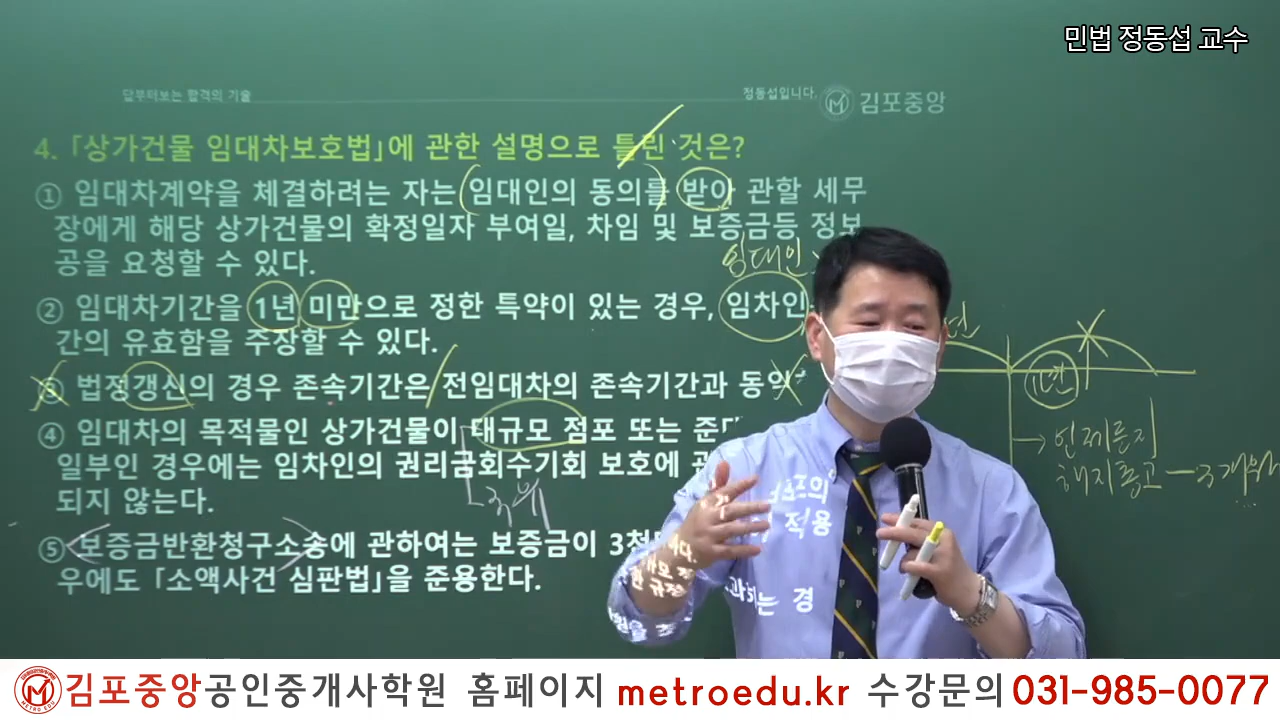 민법 정동섭 교수
답부터보는 합격의 기술
정동섭입니다.
김포중앙
4. 「상가건물 임대차보호법」에 관한 설명으로 틀린 것은?
① 임대차계약을 체결하려는 자는 임대인의 동의를 받아 관할 세무
장에게 해당 상가건물의 확정일자 부여일, 차임 및 보증금등 정보
공을 요청할 수 있다.
임대인
② 임대차기간을 1년 미만으로 정한 특약이 있는 경우, 임차인
간의 유효함을 주장할 수 있다.
③ 법정갱신의 경우 존속기간은 전임대차의 존속기간과 동일
1년
④ 임대차의 목적물인 상가건물이 대규모 점포 또는 준대
언제든지
일부인 경우에는 임차인의 권리금회수기회 보호에 관
해지통고 3개월
점포의
되지 않는다.
적용
⑤ 보증금반환청구소송에 관하여는 보증금이 3천
우에도 「소액사건 심판법」을 준용한다.
는 경
METRO EDU
김포중앙공인중개사학원 홈페이지 metroedu.kr 수강문의 031-985-0077